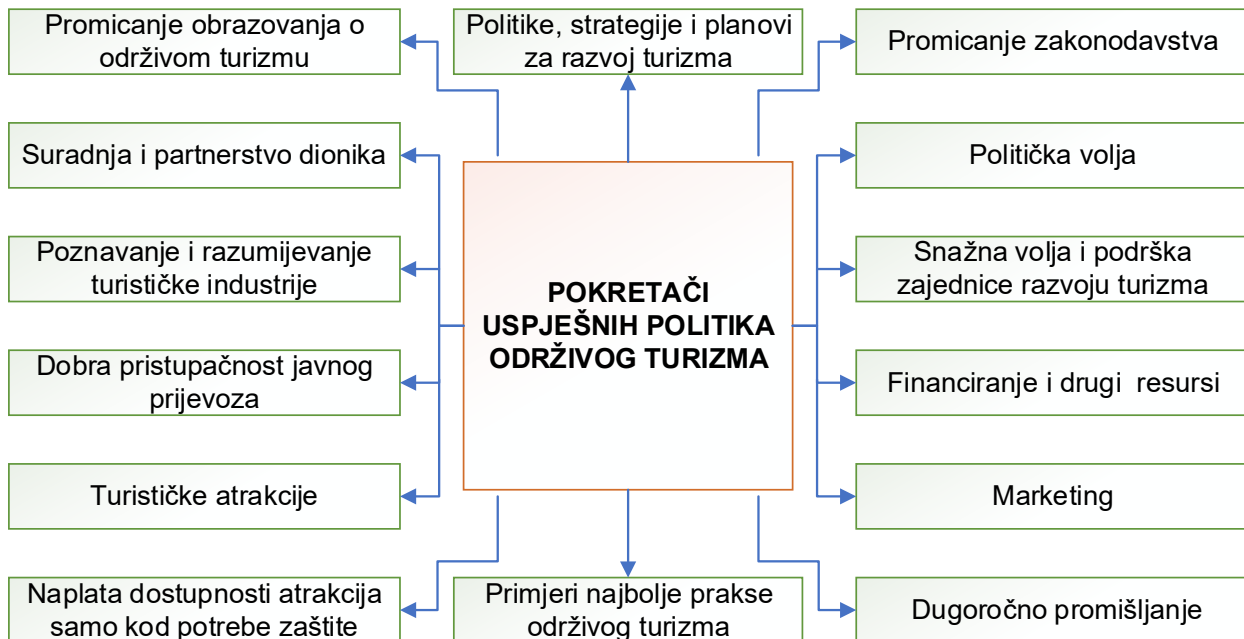 Promicanje obrazovanja o
održivom turizmu
Politike, strategije i planovi
za razvoj turizma
Promicanje zakonodavstva
Suradnja i partnerstvo dionika
Politička volja
Poznavanje i razumijevanje
turističke industrije
Snažna volja i podrška
zajednice razvoju turizma
POKRETAČI
USPJEŠNIH POLITIKA
ODRŽIVOG TURIZMA
Dobra pristupačnost javnog
prijevoza
Financiranje i drugi  resursi
Turističke atrakcije
Marketing
Naplata dostupnosti atrakcija
samo kod potrebe zaštite
Primjeri najbolje prakse
održivog turizma
Dugoročno promišljanje